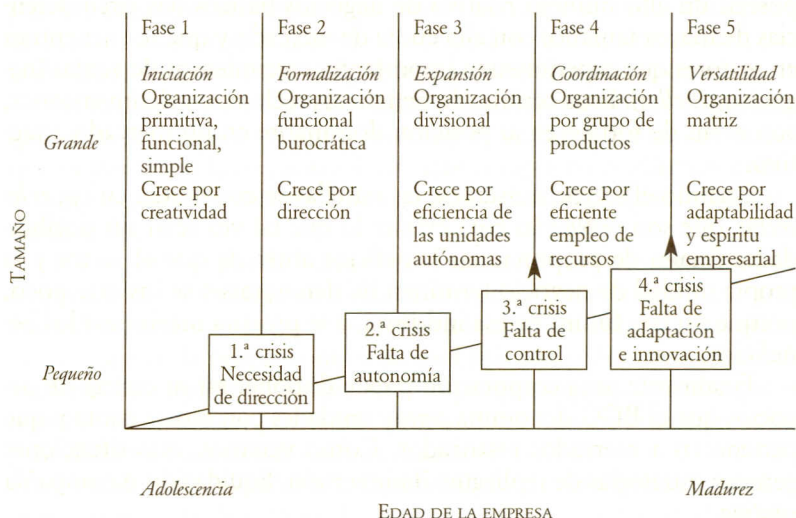 Fase 1
Iniciación
Organización
primitiva,
funcional,
simple
Crece por
creatividad
Fase 2
Formalización
Organización
funcional
burocrática
Crece por
dirección
Fase 3
Expansión
Organización
divisional
Crece por
eficiencia de
las unidades
autónomas
Fase 4
Coordinación
Organización
por grupo de
productos
Crece por
eficiente
empleo de
recursos
Fase 5
Versatilidad
Organización
matriz
Crece por
adaptabilidad
y espíritu
empresarial
Grande
TAMAÑO
Pequeño
1.ª crisis
Necesidad
de dirección
2.ª crisis
Falta de
autonomía
3.ª crisis
Falta de
control
4.ª crisis
Falta de
adaptación
e innovación
Adolescencia
Madurez
EDAD DE LA EMPRESA